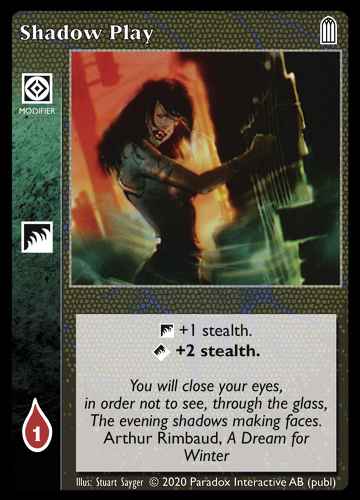 Shadow Play
MODIFIER
+1 stealth.
+2 stealth.
You will close your eyes,
in order not to see, through the glass,
The evening shadows making faces.
Arthur Rimbaud, A Dream for
Winter
1
Illus: Stuart Sayger © 2020 Paradox Interactive AB (publ)